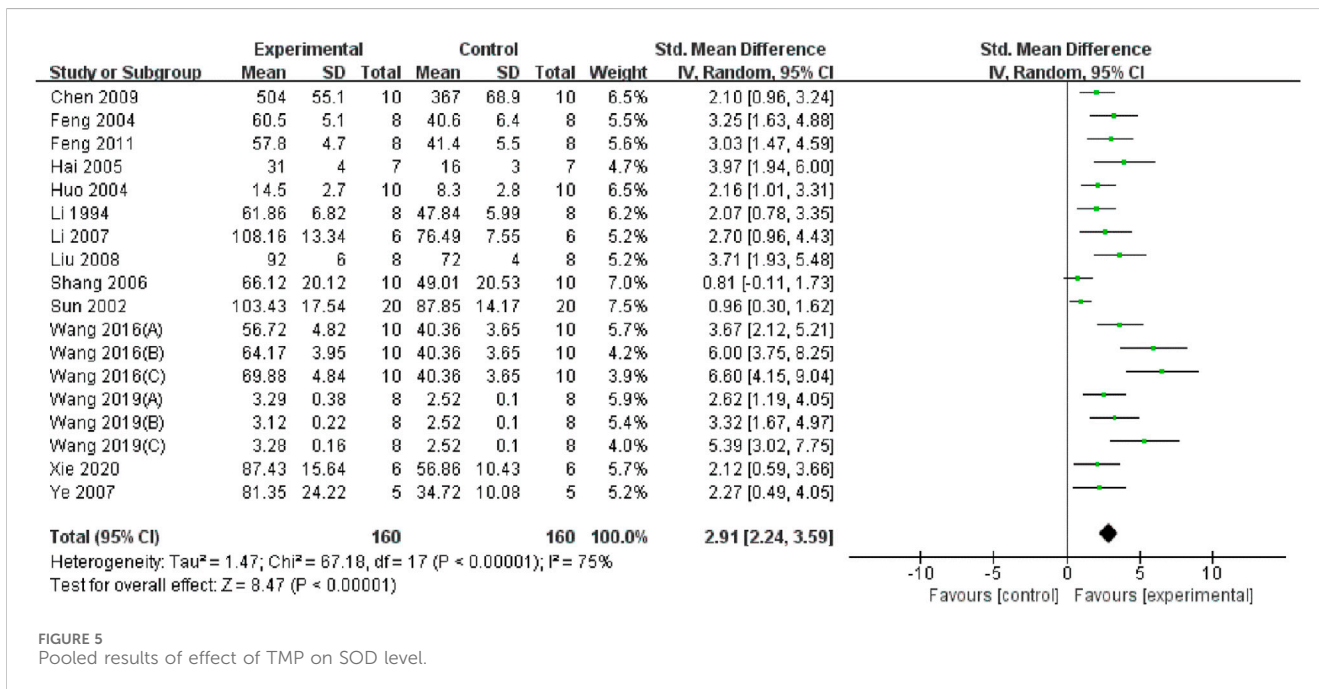 Experimental Control Std. Mean Difference Std. Mean Difference
Study or Subgroup Mean SD Total Mean SD Total Weight IV, Random, 95% CI IV, Random, 95% CI
Chen 2009 504 55.1 10 367 68.9 10 6.5% 2.10 [0.96, 3.24]
Feng 2004 60.5 5.1 8 40.6 6.4 8 5.5% 3.25 [1.63, 4.88]
Feng 2011 57.8 4.7 8 41.4 5.5 8 5.6% 3.03 [1.47, 4.59]
Hai 2005 31 4 7 16 3 7 4.7% 3.97 [1.94, 6.00]
Huo 2004 14.5 2.7 10 8.3 2.8 10 6.5% 2.16 [1.01, 3.31]
Li 1994 61.86 6.82 8 47.84 5.99 8 6.2% 2.07 [0.78, 3.35]
Li 2007 108.16 13.34 6 76.49 7.55 6 5.2% 2.70 [0.96, 4.43]
Liu 2008 92 6 8 72 4 8 5.2% 3.71 [1.93, 5.48]
Shang 2006 66.12 20.12 10 49.01 20.53 10 7.0% 0.81 [-0.11, 1.73]
Sun 2002 103.43 17.54 20 87.85 14.17 20 7.5% 0.96 [0.30, 1.62]
Wang 2016(A) 56.72 4.82 10 40.36 3.65 10 5.7% 3.67 [2.12, 5.21]
Wang 2016(B) 64.17 3.95 10 40.36 3.65 10 4.2% 6.00 [3.75, 8.25]
Wang 2016(C) 69.88 4.84 10 40.36 3.65 10 3.9% 6.60 [4.15, 9.04]
Wang 2019(A) 3.29 0.38 8 2.52 0.1 8 5.9% 2.62 [1.19, 4.05]
Wang 2019(B) 3.12 0.22 8 2.52 0.1 8 5.4% 3.32 [1.67, 4.97]
Wang 2019(C) 3.28 0.16 8 2.52 0.1 8 4.0% 5.39 [3.02, 7.75]
Xie 2020 87.43 15.64 6 56.86 10.43 6 5.7% 2.12 [0.59, 3.66]
Ye 2007 81.35 24.22 5 34.72 10.08 5 5.2% 2.27 [0.49, 4.05]
Total (95% CI) 160 160 100.0% 2.91 [2.24, 3.59]
Heterogeneity: Tau² = 1.47; Chi² = 67.18, df = 17 (P < 0.00001); I² = 75%
Test for overall effect: Z = 8.47 (P < 0.00001)
-10 -5 0 5 10
Favours [control] Favours [experimental]
FIGURE 5
Pooled results of effect of TMP on SOD level.